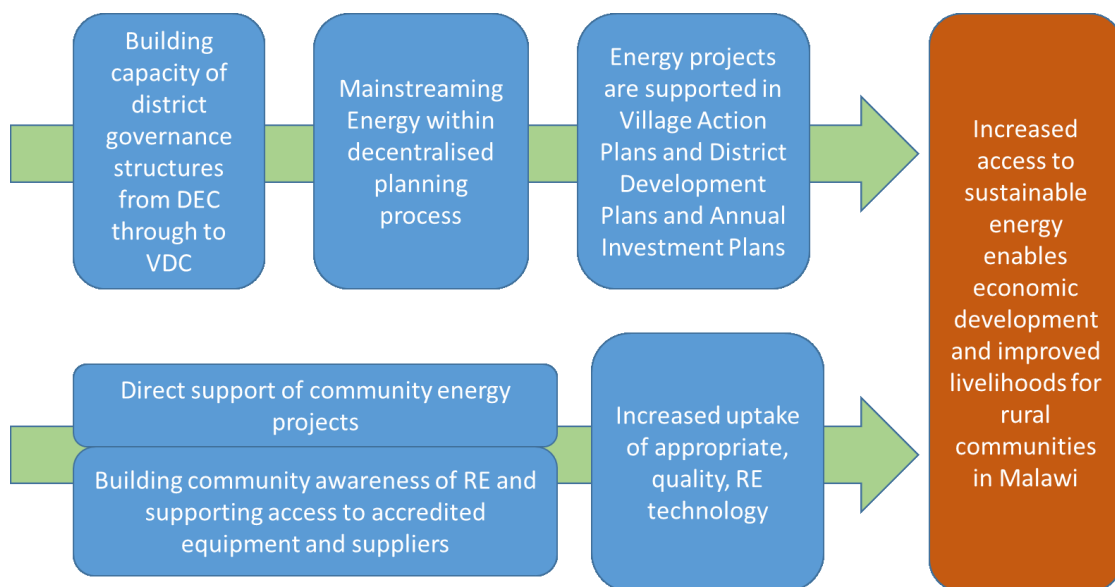 Building
capacity of
district
governance
structures
from DEC
through to
VDC
Mainstreaming
Energy within
decentralised
planning
process
Energy projects
are supported in
Village Action
Plans and District
Development
Plans and Annual
Investment Plans
Direct support of community energy
projects
Building community awareness of RE and
supporting access to accredited
equipment and suppliers
Increased uptake
of appropriate,
quality, RE
technology
Increased
access to
sustainable
energy
enables
economic
development
and improved
livelihoods for
rural
communities
in Malawi